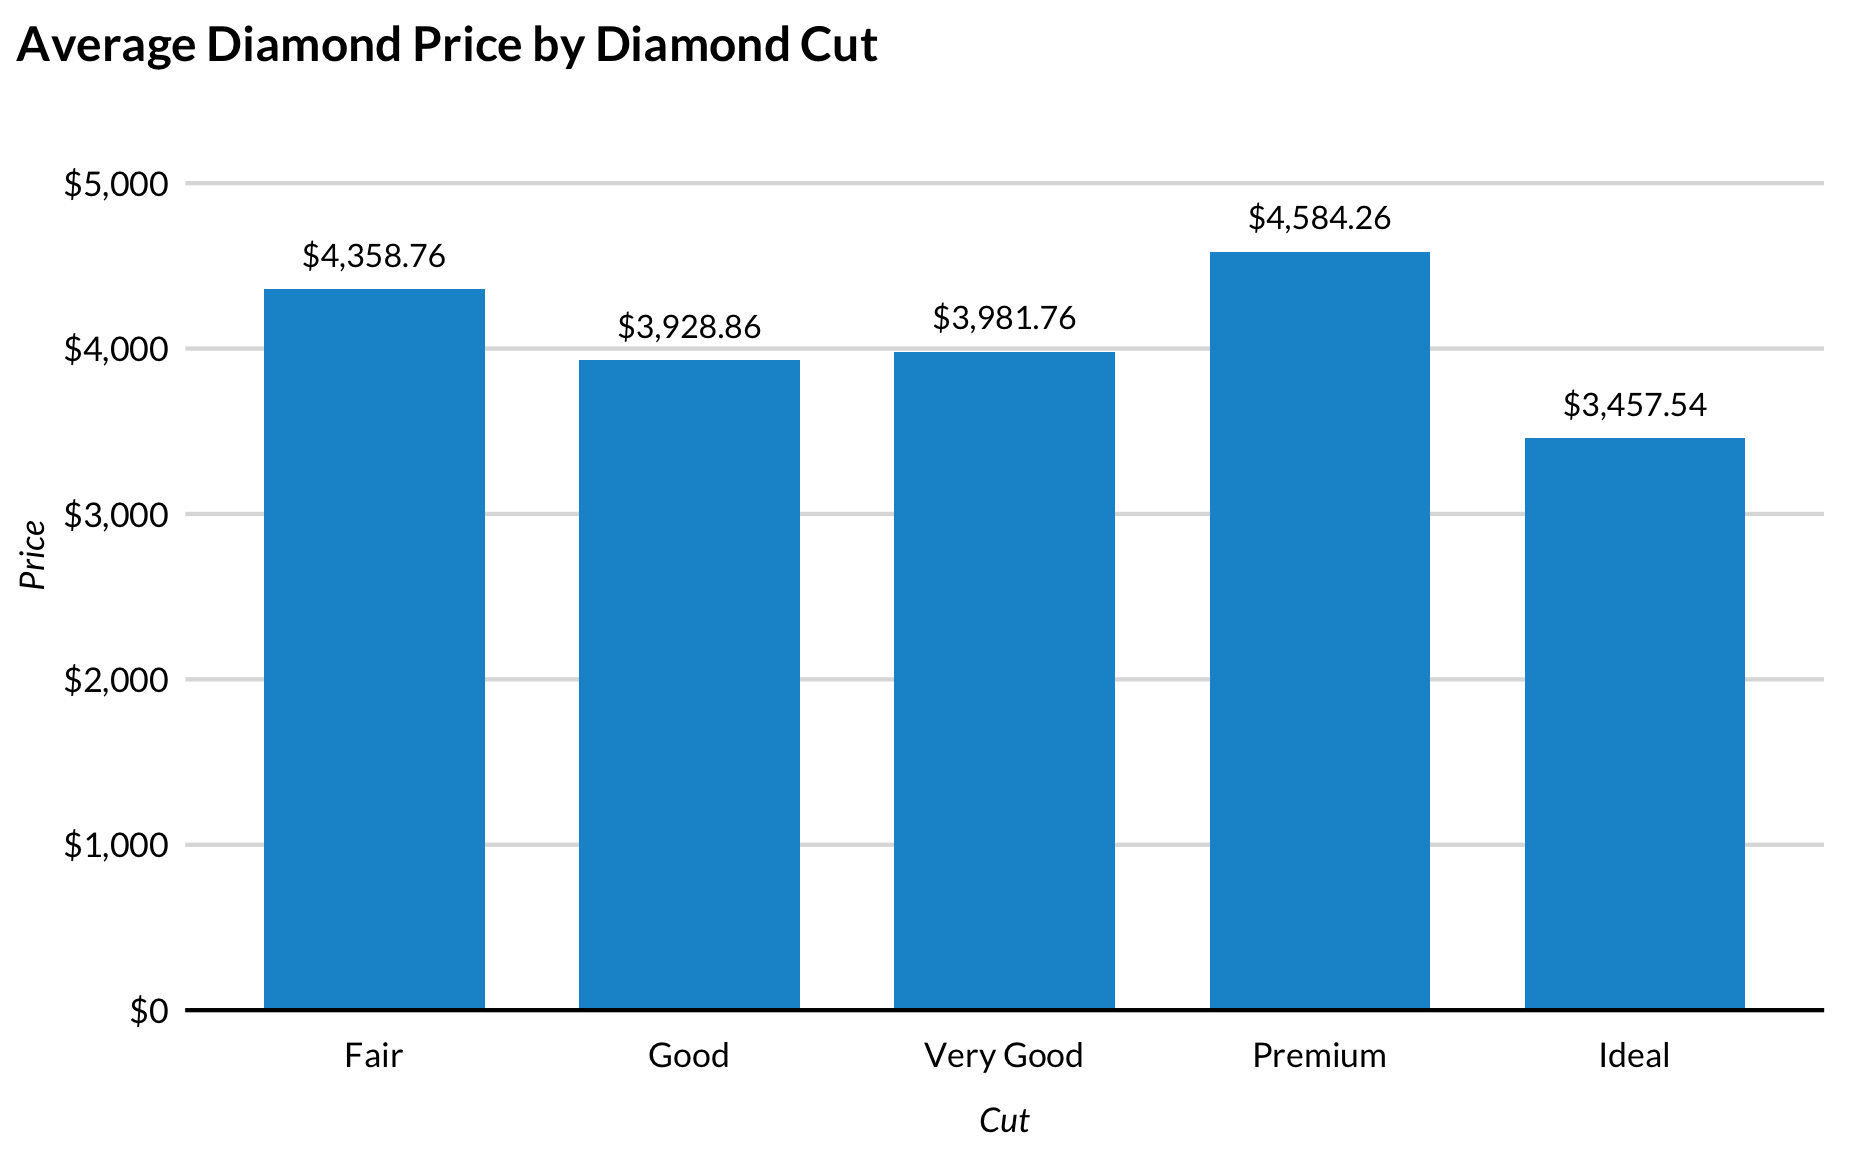 Average Diamond Price by Diamond Cut
$5,000
$4,584.26
$4,358.76
$3,981.76
$3,928.86
$4,000
$3,457.54
$3,000
Price
$2,000
$1,000
$0
Fair Good Very Good Premium Ideal
Cut